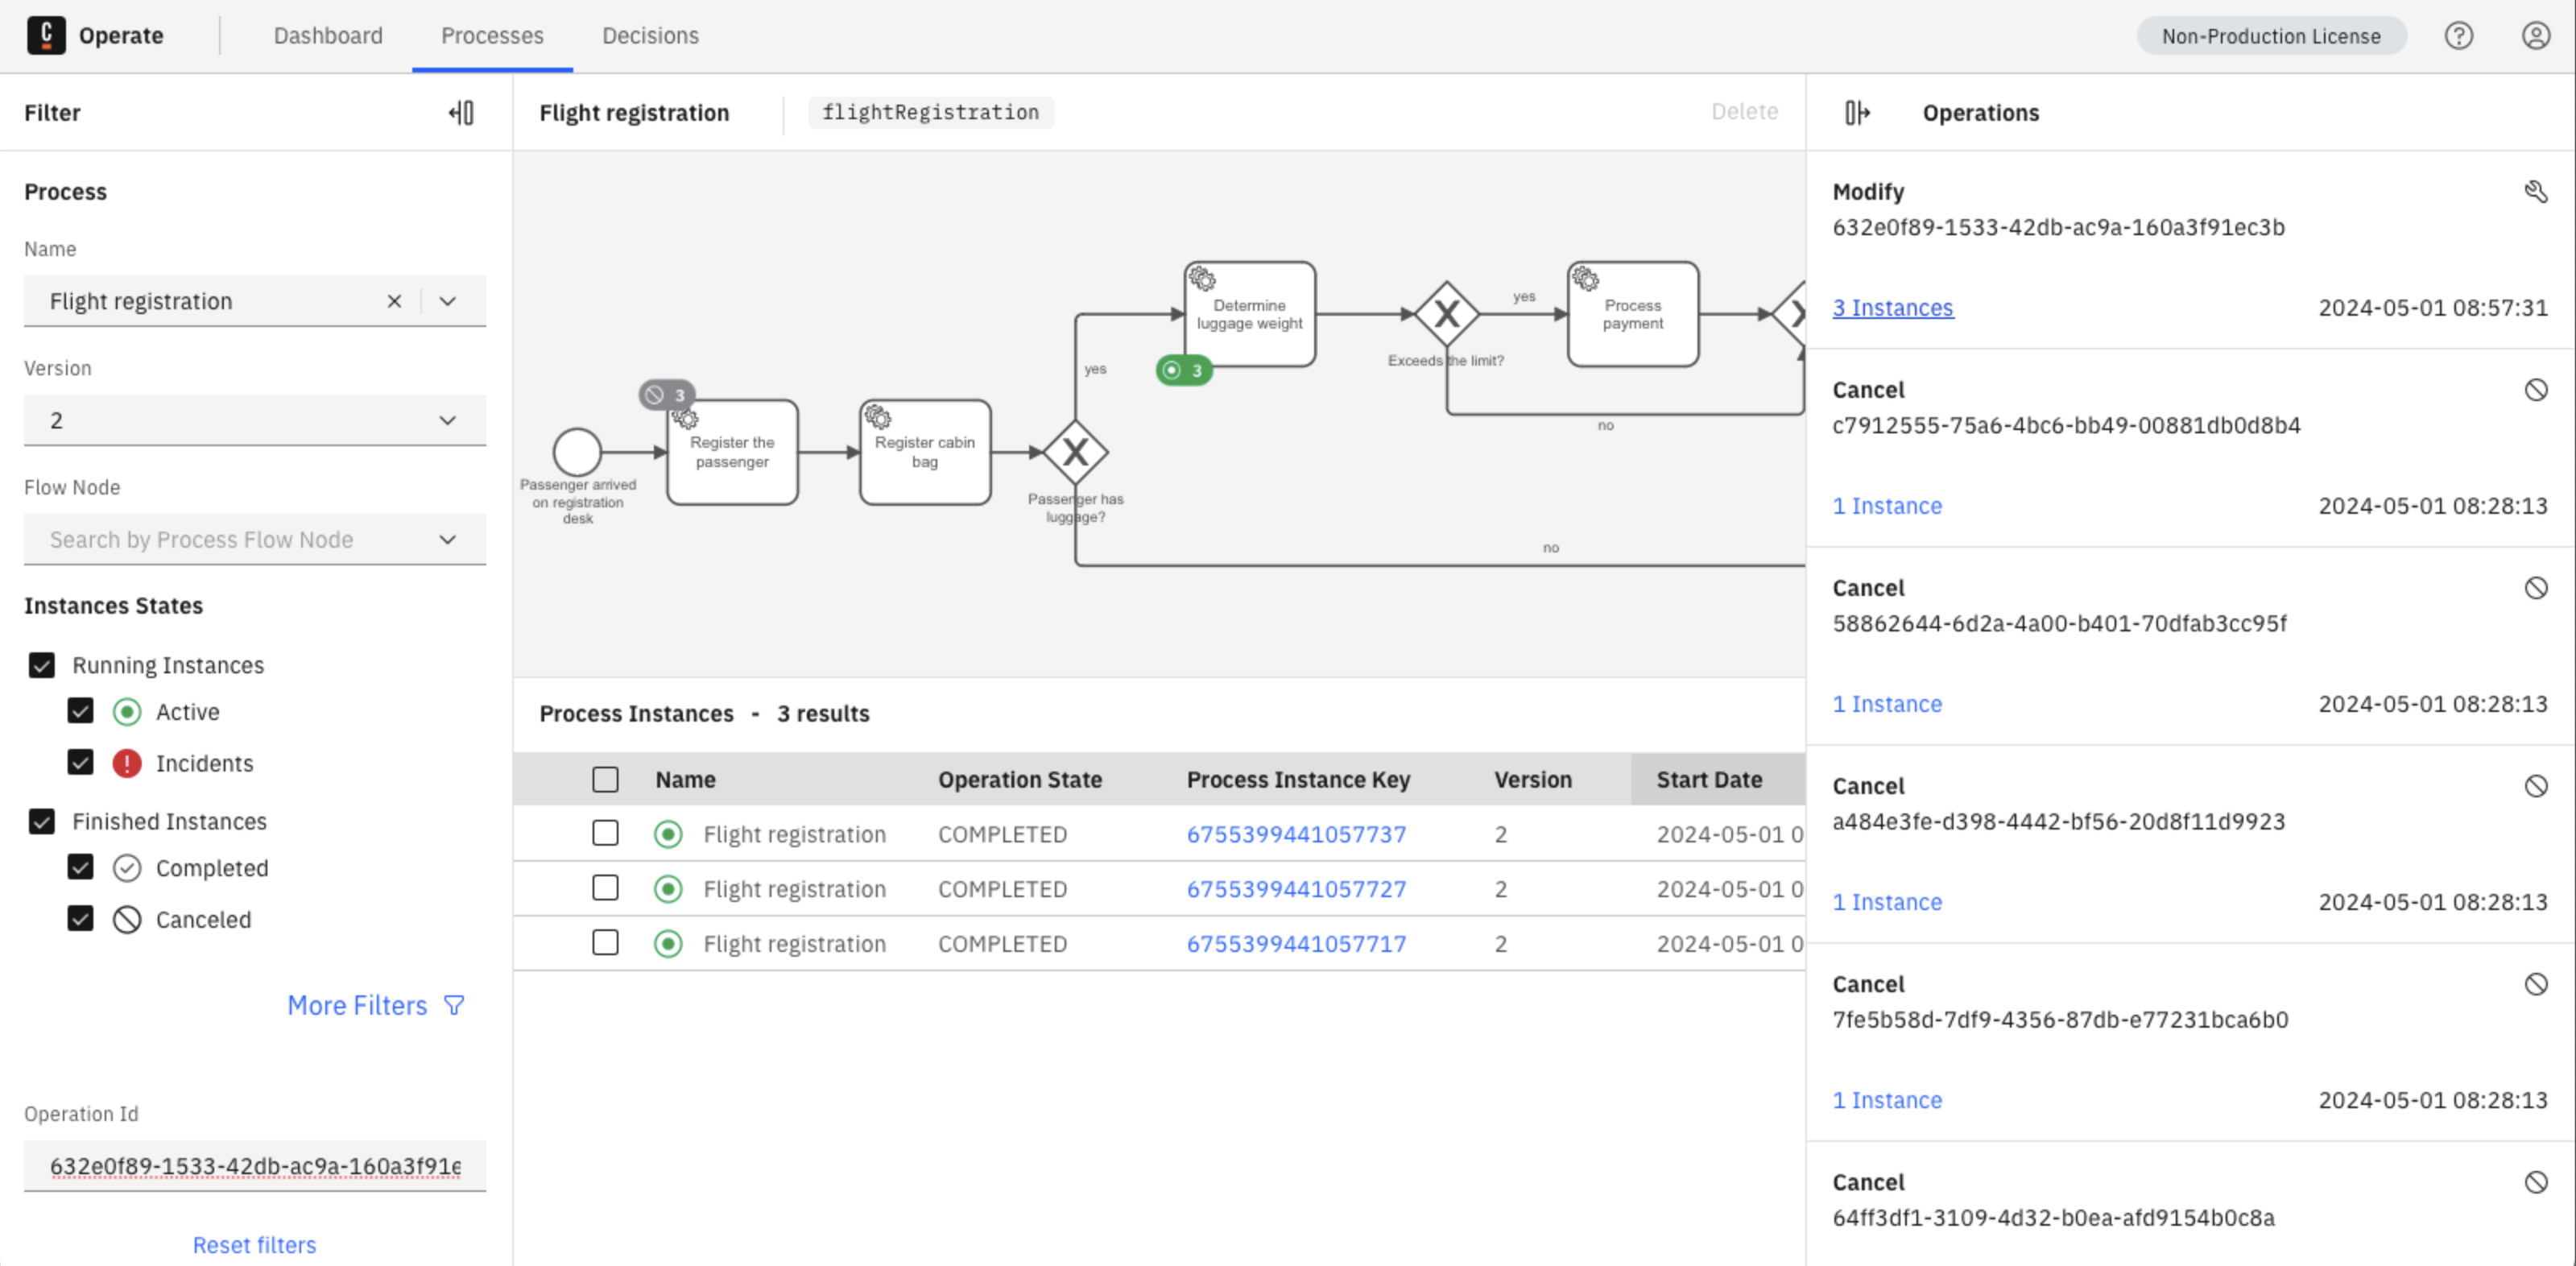 Operate
Dashboard
Processes
Decisions
Non-Production License
Filter
Process
Name
Flight registration
Version
2
Flow Node
Search by Process Flow Node
Instances States
Running Instances
Active
Incidents
Finished Instances
Completed
Canceled
More Filters
Operation Id
632e0f89-1533-42db-ac9a-160a3f91e
Reset filters
Flight registration
flightRegistration
Delete
Passenger arrived
on registration
desk
3
Register the
passenger
Register cabin
bag
Passenger has
luggage?
yes
no
Determine
luggage weight
3
Exceeds the limit?
yes
no
Process
payment
Process Instances - 3 results
Name Operation State Process Instance Key Version Start Date
Flight registration COMPLETED 6755399441057737 2 2024-05-01 0
Flight registration COMPLETED 6755399441057727 2 2024-05-01 0
Flight registration COMPLETED 6755399441057717 2 2024-05-01 0
Operations
Modify
632e0f89-1533-42db-ac9a-160a3f91ec3b
3 Instances 2024-05-01 08:57:31
Cancel
c7912555-75a6-4bc6-bb49-00881db0d8b4
1 Instance 2024-05-01 08:28:13
Cancel
58862644-6d2a-4a00-b401-70dfab3cc95f
1 Instance 2024-05-01 08:28:13
Cancel
a484e3fe-d398-4442-bf56-20d8f11d9923
1 Instance 2024-05-01 08:28:13
Cancel
7fe5b58d-7df9-4356-87db-e77231bca6b0
1 Instance 2024-05-01 08:28:13
Cancel
64ff3df1-3109-4d32-b0ea-afd9154b0c8a